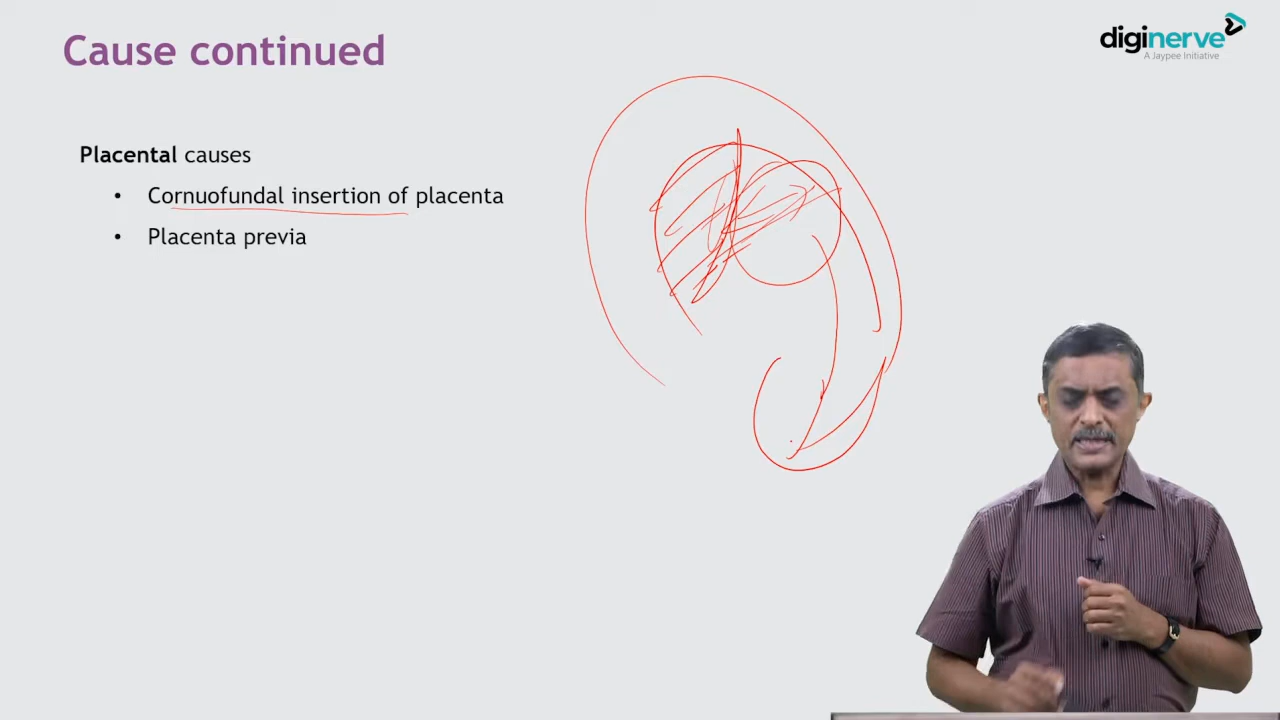 Cause continued
diginerve
A Jaypee Initiative
Placental causes
• Cornuofundal insertion of placenta
• Placenta previa